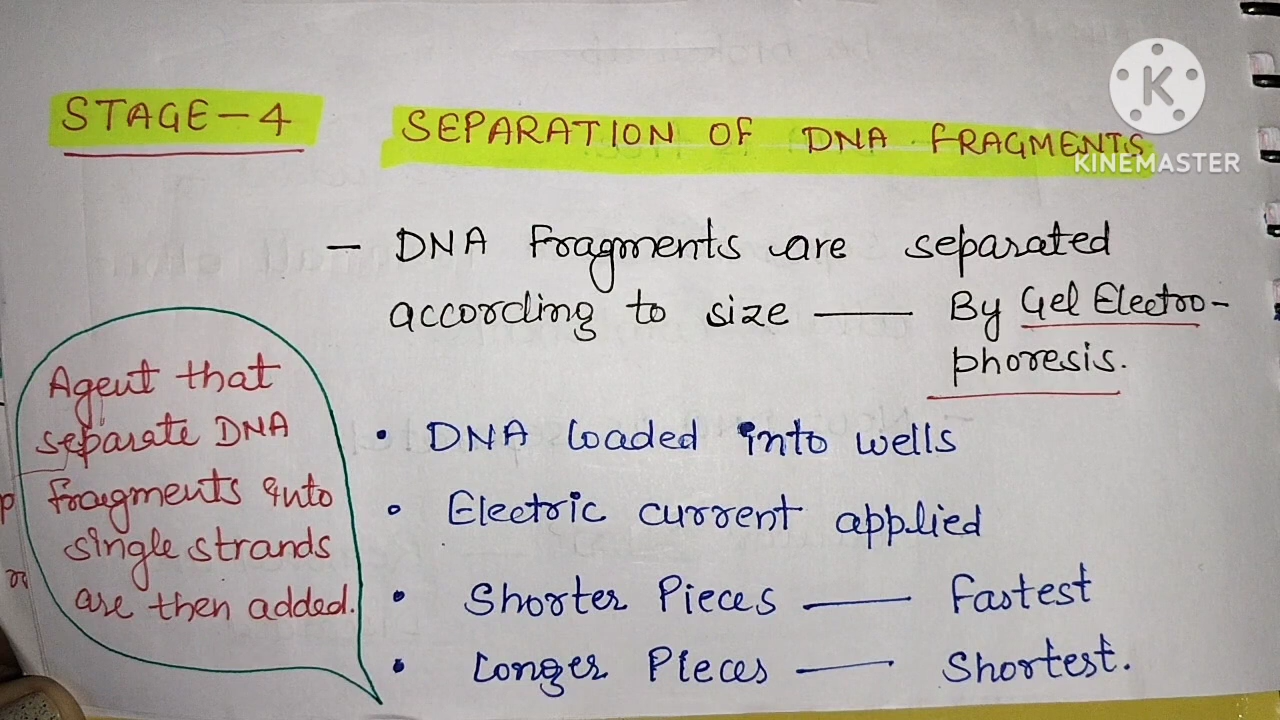 STAGE-4
SEPARATION OF DNA FRAGMENTS
KINEMASTER
- DNA Fragments are separated
according to size — By Gel Electro-
phoresis.
Agent that
separate DNA
fragments into
single strands
are then added.
• DNA loaded into wells
• Electric current applied
• Shorter Pieces — Fastest
• Longer Pieces — Shortest.